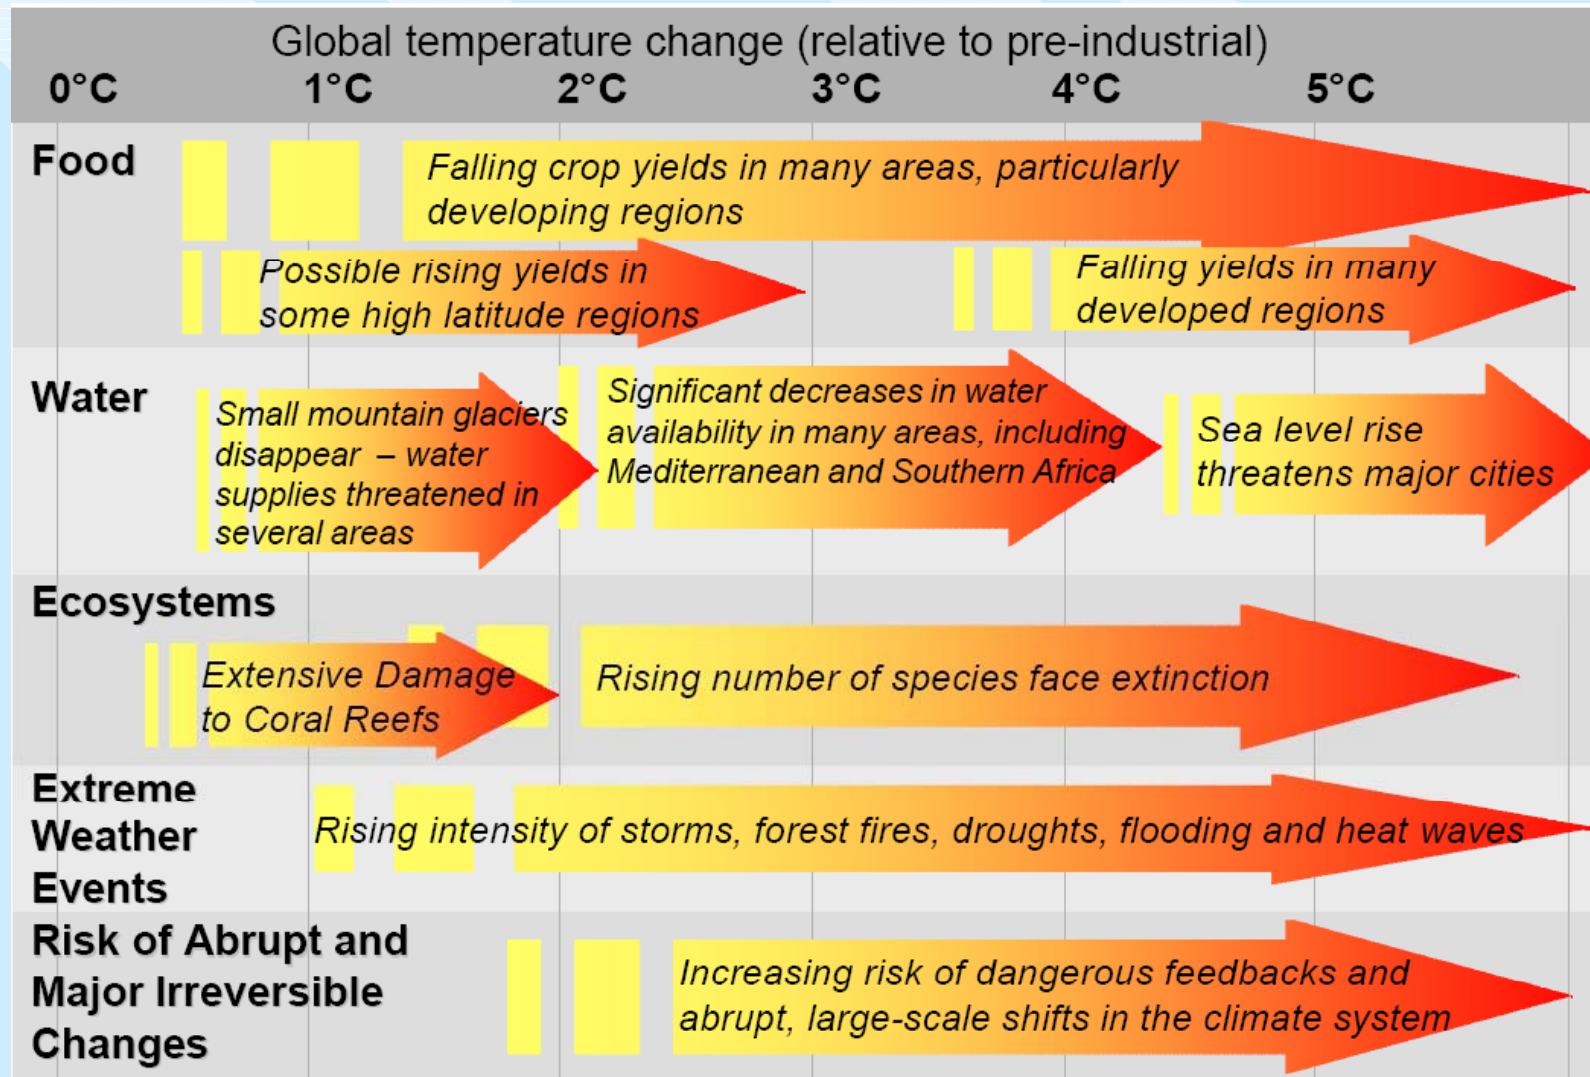 Global temperature change (relative to pre-industrial)
0°C 1°C 2°C 3°C 4°C 5°C
Food
Falling crop yields in many areas, particularly
developing regions
Possible rising yields in
some high latitude regions
Falling yields in many
developed regions
Water
Small mountain glaciers
disappear – water
supplies threatened in
several areas
Significant decreases in water
availability in many areas, including
Mediterranean and Southern Africa
Sea level rise
threatens major cities
Ecosystems
Extensive Damage
to Coral Reefs
Rising number of species face extinction
Extreme
Weather
Events
Rising intensity of storms, forest fires, droughts, flooding and heat waves
Risk of Abrupt and
Major Irreversible
Changes
Increasing risk of dangerous feedbacks and
abrupt, large-scale shifts in the climate system